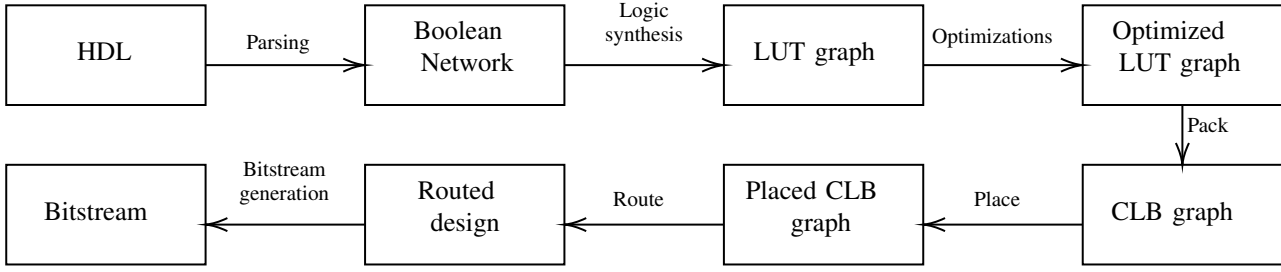 HDL
Parsing
Boolean
Network
Logic
synthesis
LUT graph
Optimizations
Optimized
LUT graph
Pack
CLB graph
Place
Placed CLB
graph
Route
Routed
design
Bitstream
generation
Bitstream